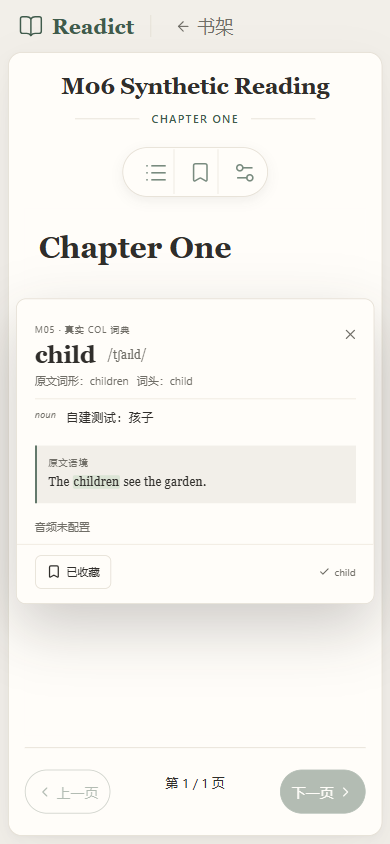 Readict
← 书架
M06 Synthetic Reading
CHAPTER ONE
Chapter One
M05 · 真实 COL 词典
child /tʃaɪld/
原文词形：children 词头：child
noun 自建测试：孩子
原文语境
The children see the garden.
音频未配置
已收藏
child
上一页
第 1 / 1 页
下一页